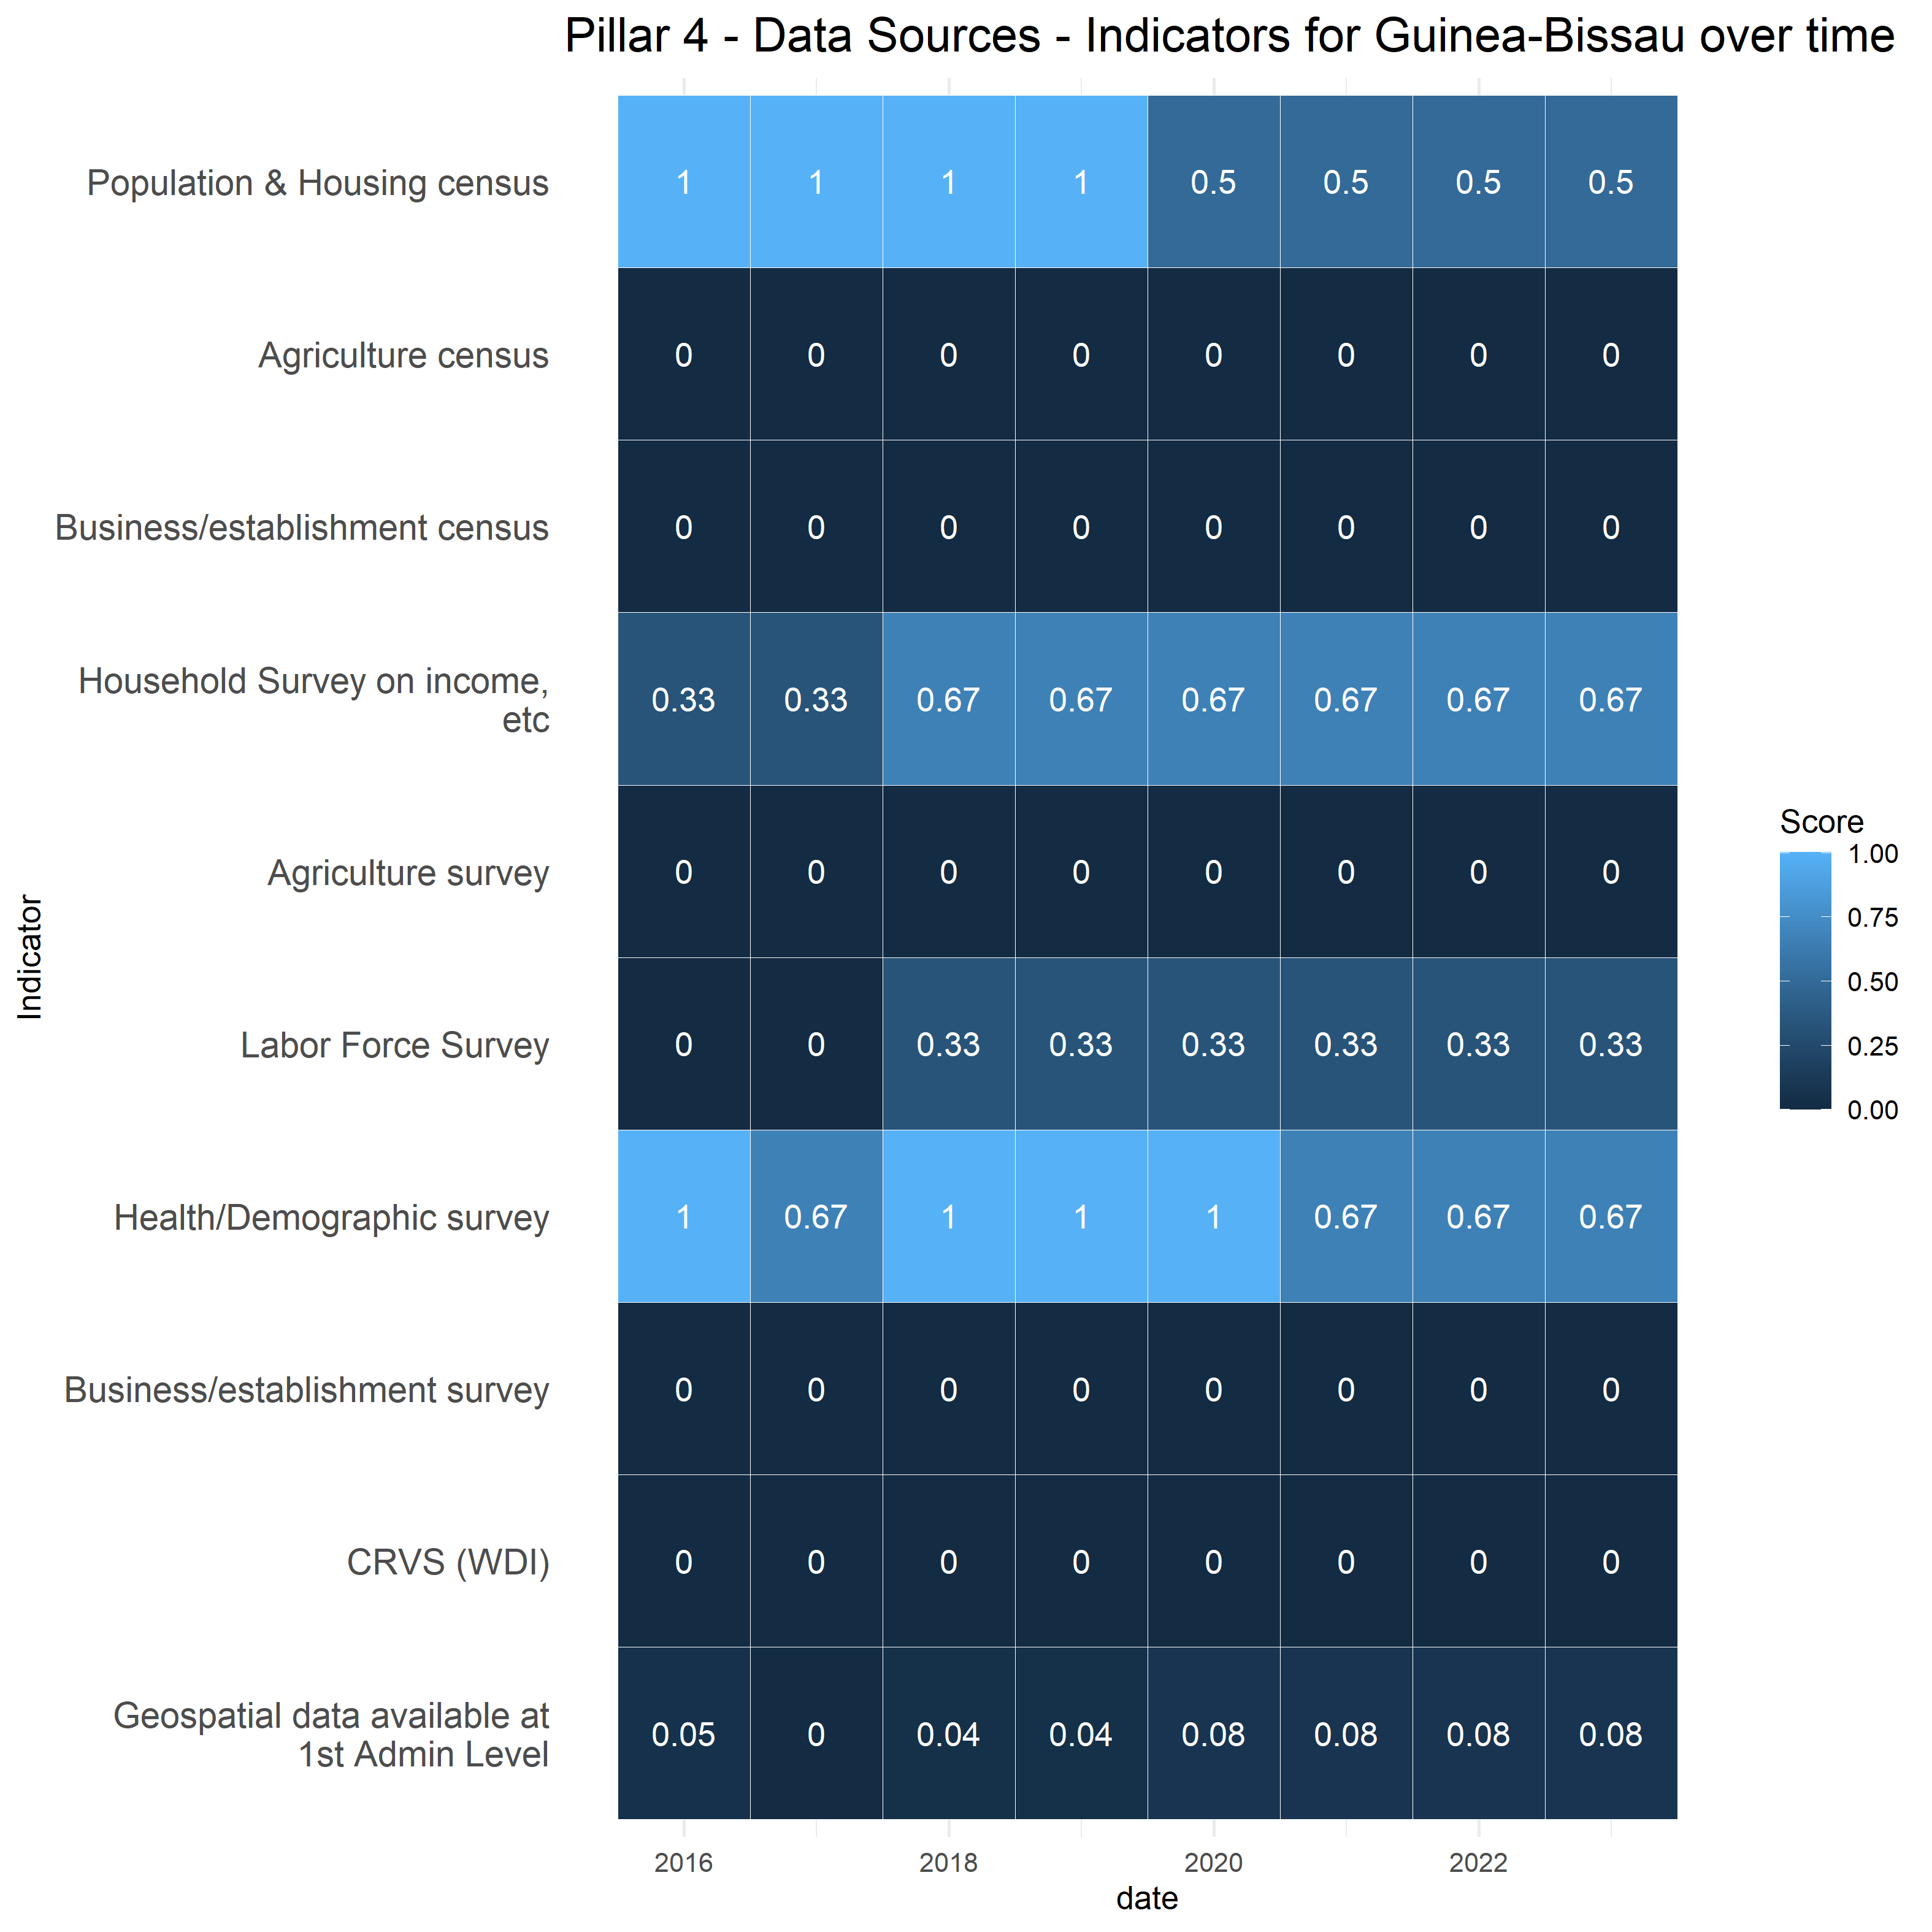 Pillar 4 - Data Sources - Indicators for Guinea-Bissau over time
Population & Housing census
1 1 1 1 0.5 0.5 0.5 0.5
Agriculture census
0 0 0 0 0 0 0 0
Business/establishment census
0 0 0 0 0 0 0 0
Household Survey on income,
etc
0.33 0.33 0.67 0.67 0.67 0.67 0.67 0.67
Agriculture survey
0 0 0 0 0 0 0 0
Labor Force Survey
0 0 0.33 0.33 0.33 0.33 0.33 0.33
Health/Demographic survey
1 0.67 1 1 1 0.67 0.67 0.67
Business/establishment survey
0 0 0 0 0 0 0 0
CRVS (WDI)
0 0 0 0 0 0 0 0
Geospatial data available at
1st Admin Level
0.05 0 0.04 0.04 0.08 0.08 0.08 0.08
2016 2018 2020 2022
date
Indicator
Score
1.00
0.75
0.50
0.25
0.00